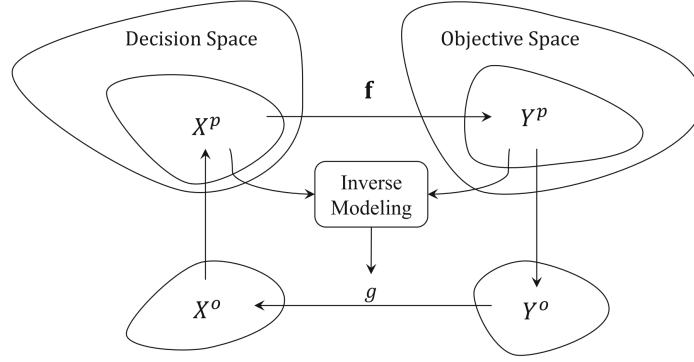 Decision Space
Objective Space
f
X^p
Y^p
Inverse
Modeling
g
X^o
Y^o